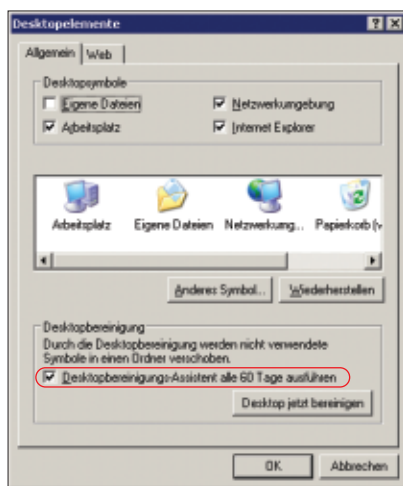 Desktopelemente
Allgemein Web
Desktopsymbole
Eigene Dateien Netzwerkumgebung
Arbeitsplatz Internet Explorer
Arbeitsplatz Eigene Dateien Netzwerkumg... Papierkorb (v
Anderes Symbol... Wiederherstellen
Desktopbereinigung
Durch die Desktopbereinigung werden nicht verwendete
Symbole in einen Ordner verschoben.
Desktopbereinigungs-Assistent alle 60 Tage ausführen
Desktop jetzt bereinigen
OK Abbrechen